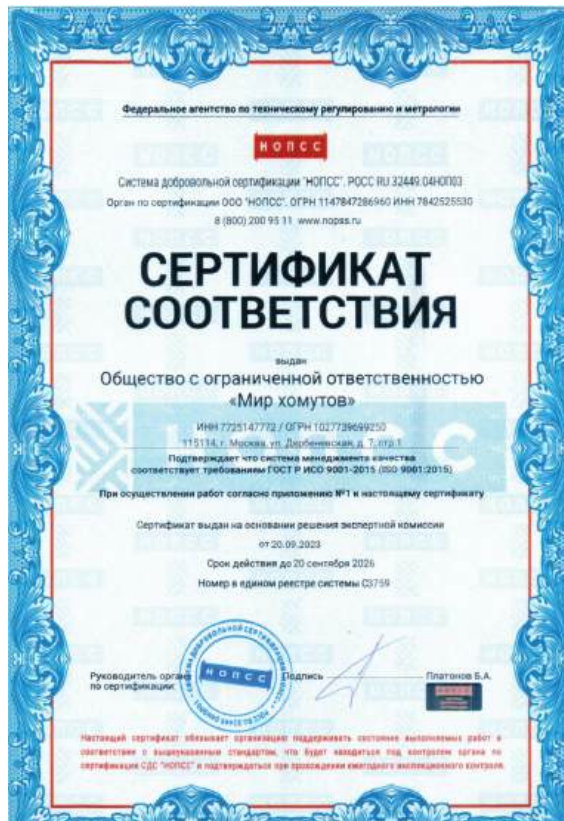 Федеральное агентство по техническому регулированию и метрологии
НОПСС
Система добровольной сертификации "НОПСС". РОСС RU 32449.04НОП03
Орган по сертификации ООО "НОПСС". ОГРН 1147847286960 ИНН 7842525530
8 (800) 200 95 11 www.nopss.ru
СЕРТИФИКАТ
СООТВЕТСТВИЯ
выдан
Общество с ограниченной ответственностью
«Мир хомутов»
ИНН 7725147772 / ОГРН 1027739699250
115114, г. Москва, ул. Дербеневская, д. 7, стр.1
Подтверждает что система менеджмента качества
соответствует требованиям ГОСТ Р ИСО 9001-2015 (ISO 9001:2015)
При осуществлении работ согласно приложению №1 к настоящему сертификату
Сертификат выдан на основании решения экспертной комиссии
от 20.09.2023
Срок действия до 20 сентября 2026
Номер в едином реестре системы С3759
Руководитель органа
по сертификации:
НОПСС
Подпись
Платонов Б.А.
Настоящий сертификат обязывает организацию поддерживать состояние выполняемых работ в
соответствии с вышеуказанным стандартом, что будет находиться под контролем органа по
сертификации СДС "НОПСС" и подтверждаться при прохождении ежегодного инспекционного контроля.